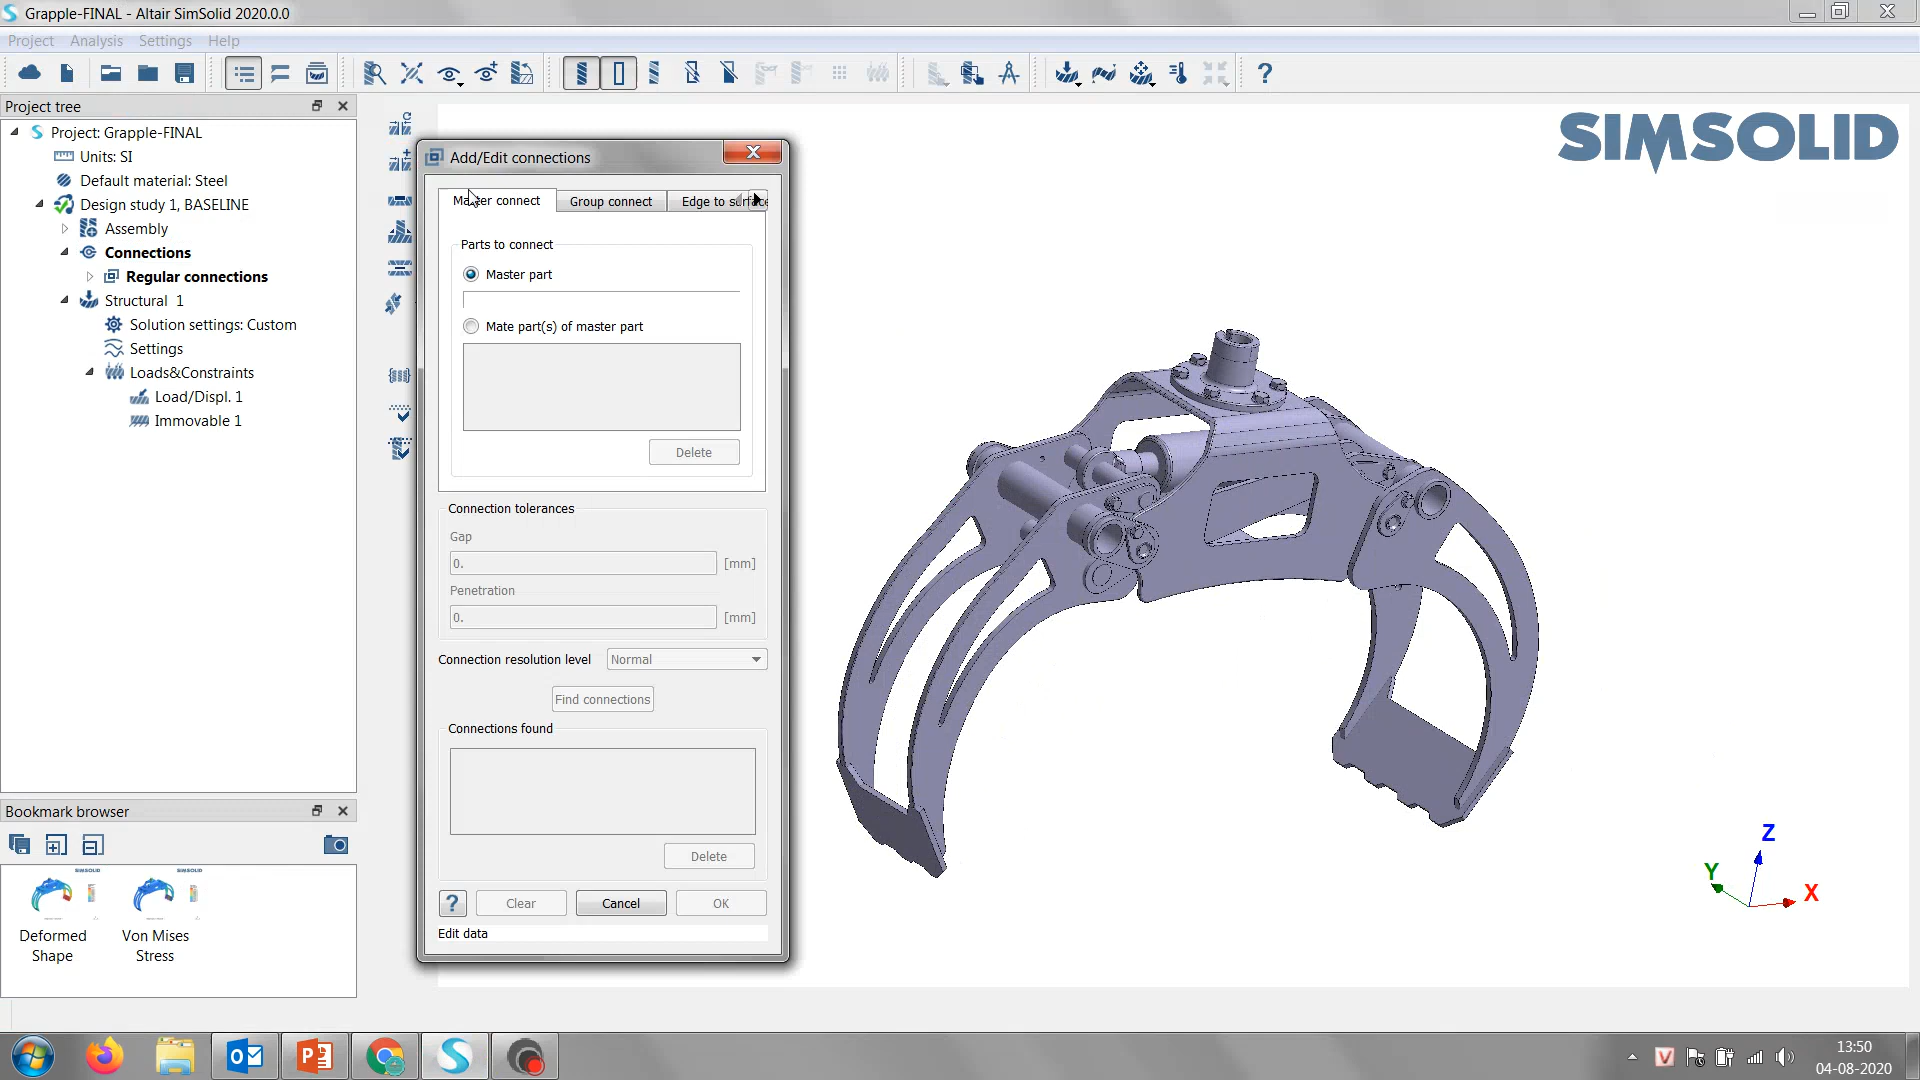 Grapple-FINAL - Altair SimSolid 2020.0.0
Project Analysis Settings Help
Project tree
Project: Grapple-FINAL
Units: SI
Default material: Steel
Design study 1, BASELINE
Assembly
Connections
Regular connections
Structural 1
Solution settings: Custom
Settings
Loads&Constraints
Load/Displ. 1
Immovable 1
Bookmark browser
Deformed Shape
Von Mises Stress
Add/Edit connections
Master connect Group connect Edge to surface
Parts to connect
Master part
Mate part(s) of master part
Delete
Connection tolerances
Gap
0. [mm]
Penetration
0. [mm]
Connection resolution level Normal
Find connections
Connections found
Delete
? Clear Cancel OK
Edit data
SIMSOLID
Z
Y
X
13:50
04-08-2020